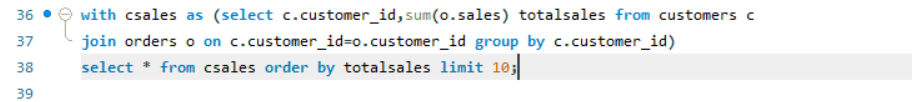 36 with csales as (select c.customer_id,sum(o.sales) totalsales from customers c
37 join orders o on c.customer_id=o.customer_id group by c.customer_id)
38 select * from csales order by totalsales limit 10;
39